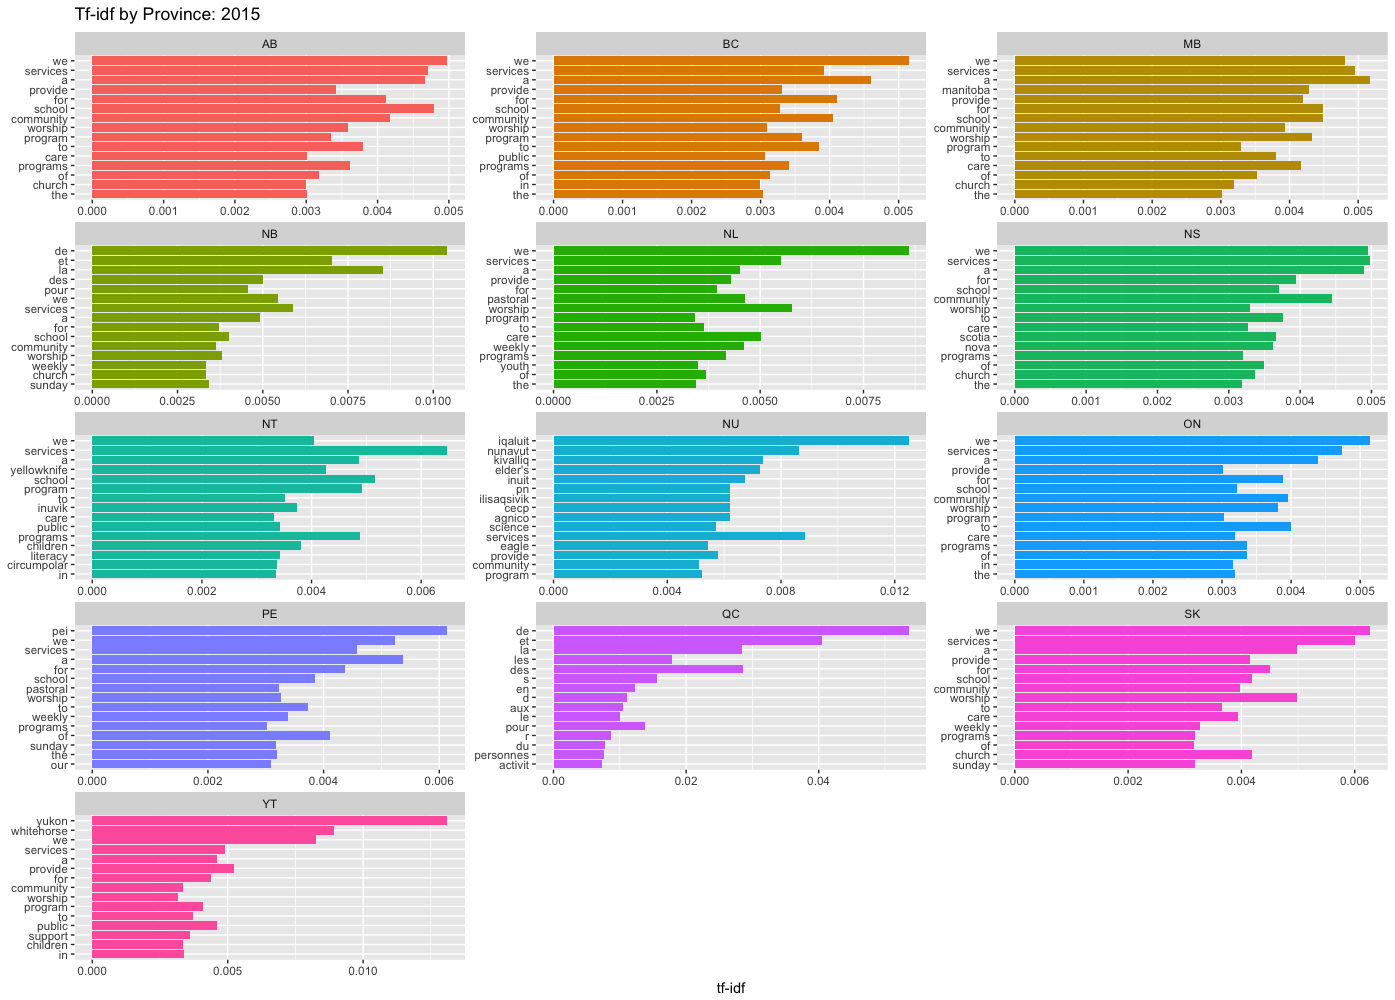 Tf-idf by Province: 2015
AB
we
services
a
provide
for
school
community
worship
program
to
care
programs
of
church
the
0.000 0.001 0.002 0.003 0.004 0.005
BC
we
services
a
provide
for
school
community
worship
program
to
public
programs
of
in
the
0.000 0.001 0.002 0.003 0.004 0.005
MB
we
services
a
manitoba
provide
for
school
community
worship
program
to
care
of
church
the
0.000 0.001 0.002 0.003 0.004 0.005
NB
de
et
la
des
pour
we
services
a
for
school
community
worship
weekly
church
sunday
0.000 0.0025 0.0050 0.0075 0.0100
NL
we
services
a
provide
for
pastoral
worship
program
to
care
weekly
programs
youth
of
the
0.0000 0.0025 0.0050 0.0075
NS
we
services
a
for
school
community
worship
to
care
scotia
nova
programs
of
church
the
0.000 0.001 0.002 0.003 0.004 0.005
NT
we
services
a
yellowknife
school
program
to
inuvik
care
public
programs
children
literacy
circumpolar
in
0.000 0.002 0.004 0.006
NU
iqaluit
nunavut
kivalliq
elder's
inuit
pn
ilisaqsivik
cecp
agnico
science
services
eagle
provide
community
program
0.000 0.004 0.008 0.012
ON
we
services
a
provide
for
school
community
worship
program
to
care
programs
of
in
the
0.000 0.001 0.002 0.003 0.004 0.005
PE
pei
we
services
a
for
school
pastoral
worship
to
weekly
programs
of
sunday
the
our
0.000 0.002 0.004 0.006
QC
de
et
la
les
des
s
en
d
aux
le
pour
r
du
personnes
activit
0.00 0.02 0.04
SK
we
services
a
provide
for
school
community
worship
to
care
weekly
programs
of
church
sunday
0.000 0.002 0.004 0.006
YT
yukon
whitehorse
we
services
a
provide
for
community
worship
program
to
public
support
children
in
0.000 0.005 0.010
tf-idf